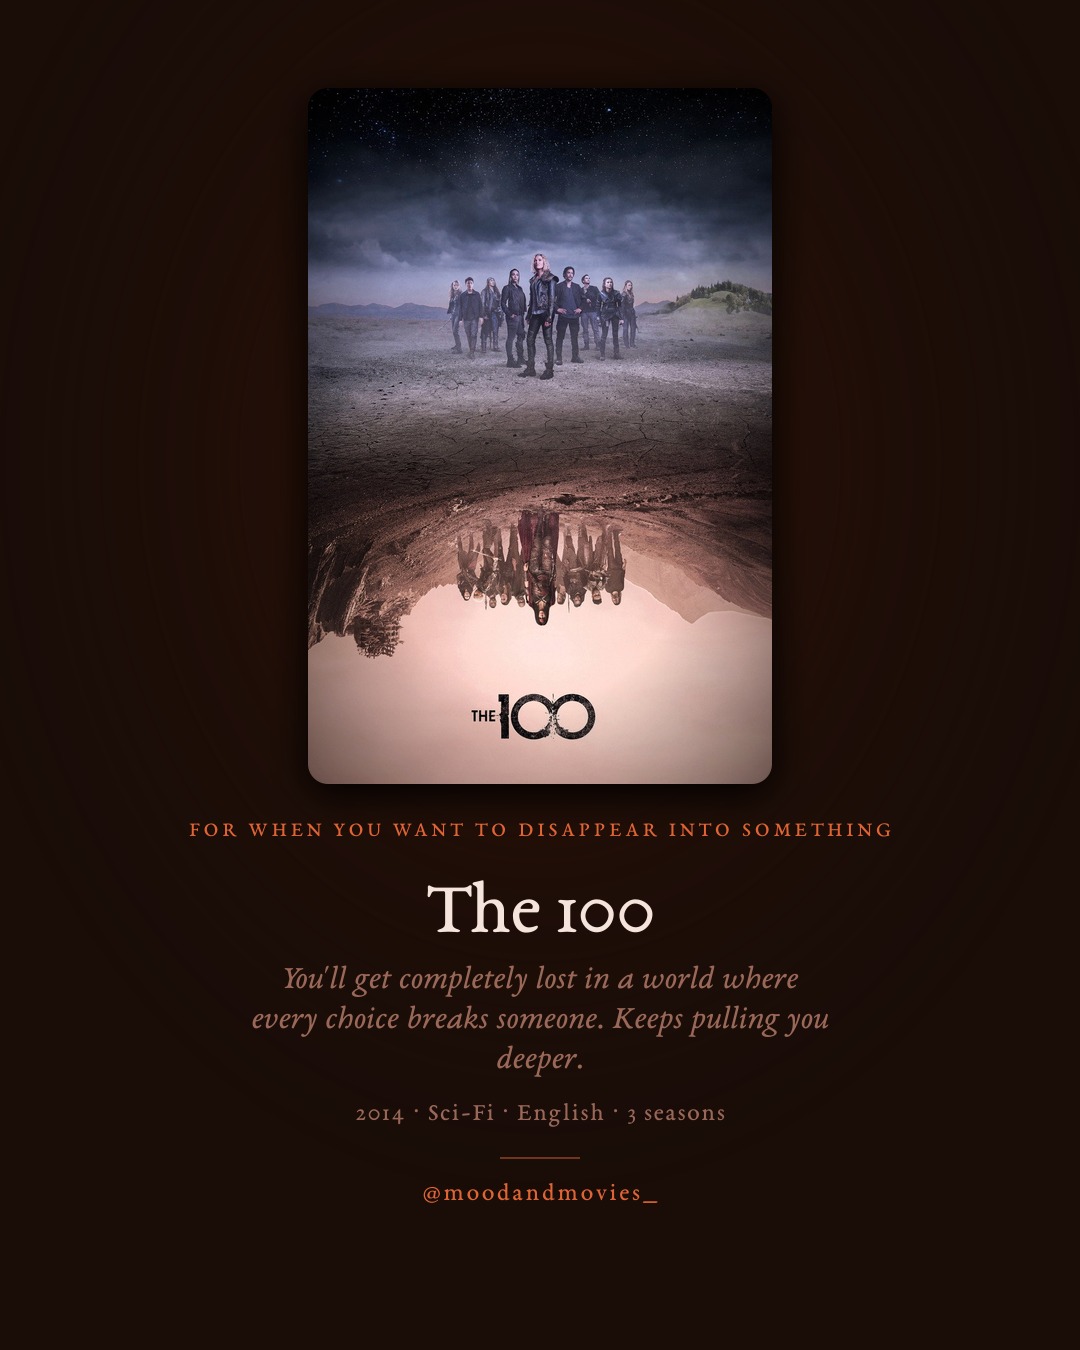 THE 100
FOR WHEN YOU WANT TO DISAPPEAR INTO SOMETHING
The 100
You'll get completely lost in a world where
every choice breaks someone. Keeps pulling you
deeper.
2014 · Sci-Fi · English · 3 seasons
@moodandmovies_